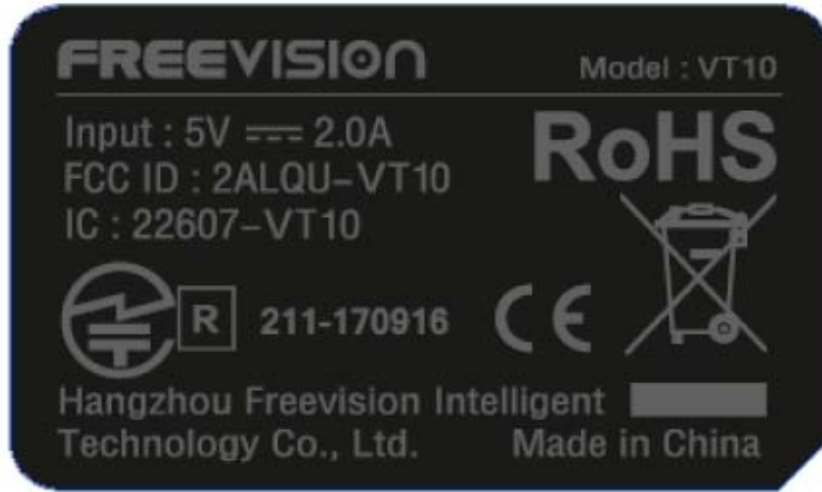 FREEVISION
Model : VT10
Input : 5V 2.0A
RoHS
FCC ID : 2ALQU-VT10
IC : 22607-VT10
R 211-170916 CE
Hangzhou Freevision Intelligent
Technology Co., Ltd. Made in China